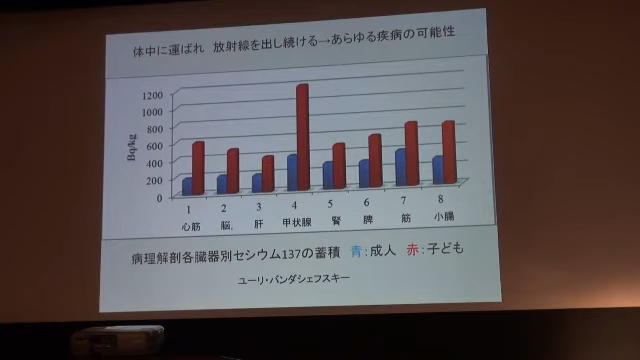 体中に運ばれ 放射線を出し続ける→あらゆる疾病の可能性
1200
1000
800
600
400
200
0
Bq/kg
1 2 3 4 5 6 7 8
心筋 脳, 肝 甲状腺 腎 脾 筋 小腸
病理解剖各臓器別セシウム137の蓄積 青:成人 赤:子ども
ユーリ・バンダシェフスキー